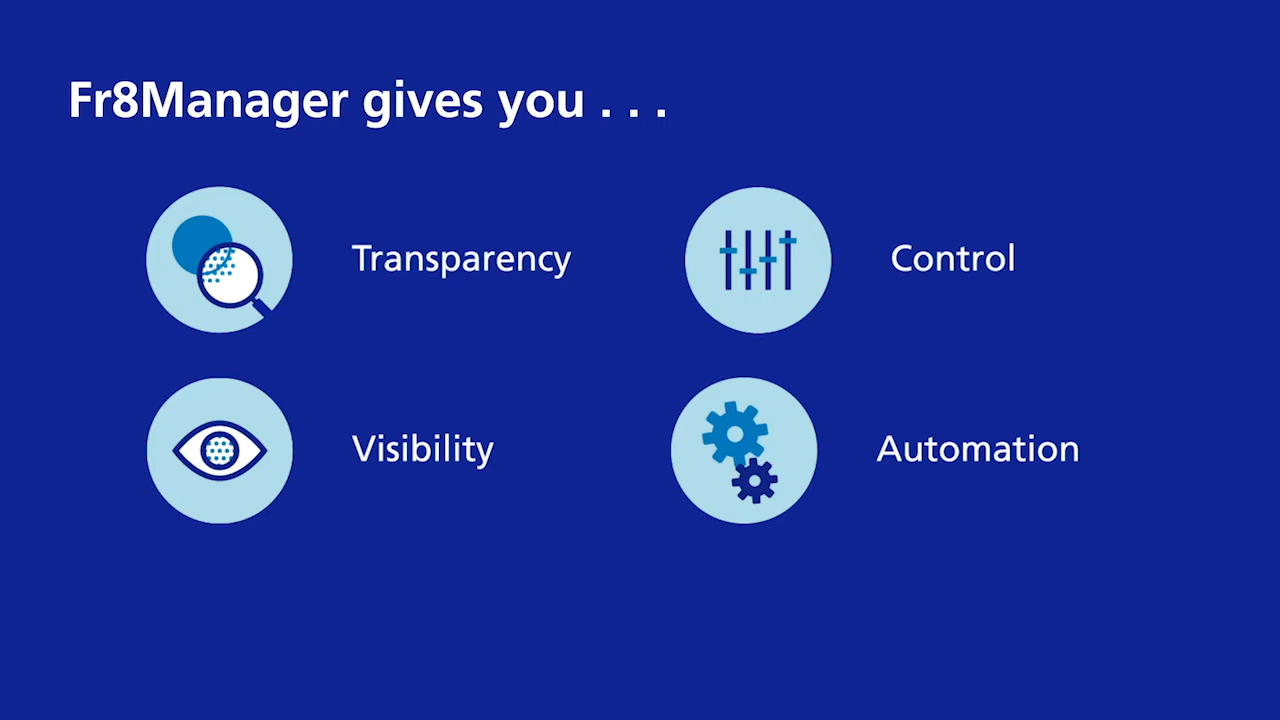 Fr8Manager gives you . . .
Transparency
Control
Visibility
Automation